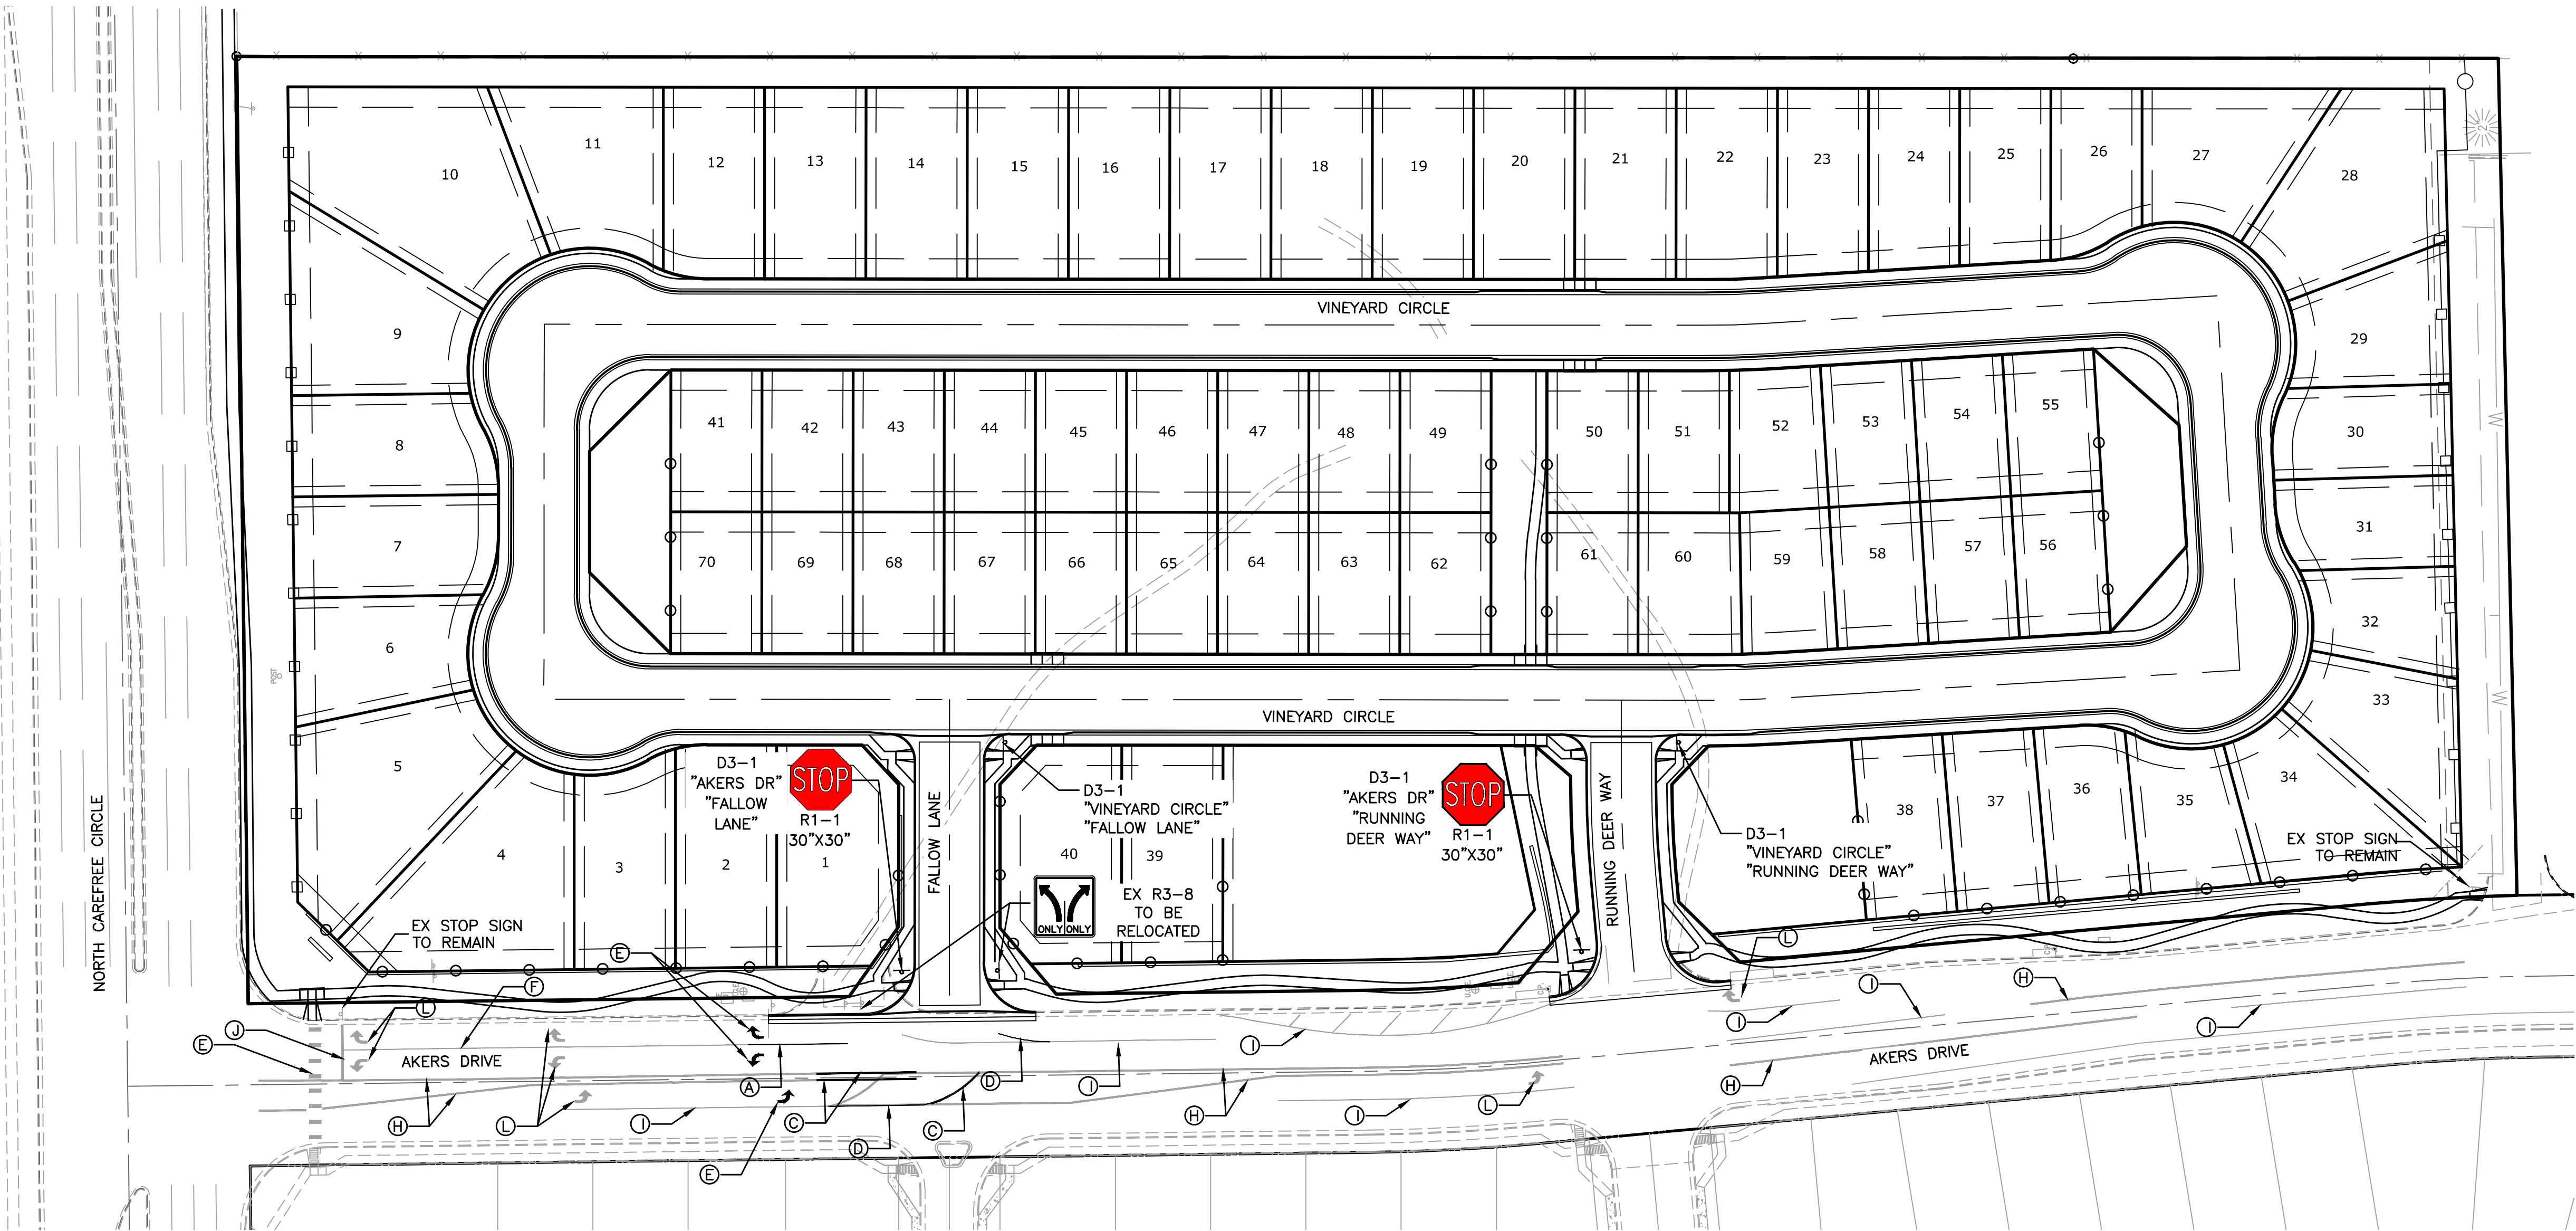 10
11
12
13
14
15
16
17
18
19
20
21
22
23
24
25
26
27
28
VINEYARD CIRCLE
9
29
8
30
7
31
6
32
5
33
41
42
43
44
45
46
47
48
49
50
51
52
53
54
55
70
69
68
67
66
65
64
63
62
61
60
59
58
57
56
POST
VINEYARD CIRCLE
NORTH CAREFREE CIRCLE
D3-1
"AKERS DR"
"FALLOW
LANE"
STOP
R1-1
30"X30"
FALLOW LANE
D3-1
"VINEYARD CIRCLE"
"FALLOW LANE"
D3-1
"AKERS DR"
"RUNNING
DEER WAY"
STOP
R1-1
30"X30"
RUNNING DEER WAY
D3-1
"VINEYARD CIRCLE"
"RUNNING DEER WAY"
4
3
2
1
40
39
38
37
36
35
34
ONLY ONLY
EX R3-8
TO BE
RELOCATED
EX STOP SIGN
TO REMAIN
EX STOP SIGN
TO REMAIN
E
F
L
J
E
L
AKERS DRIVE
A
D
I
I
H
I
L
I
I
H
I
AKERS DRIVE
H
H
L
I
C
D
C
E
H
I
L
W
W